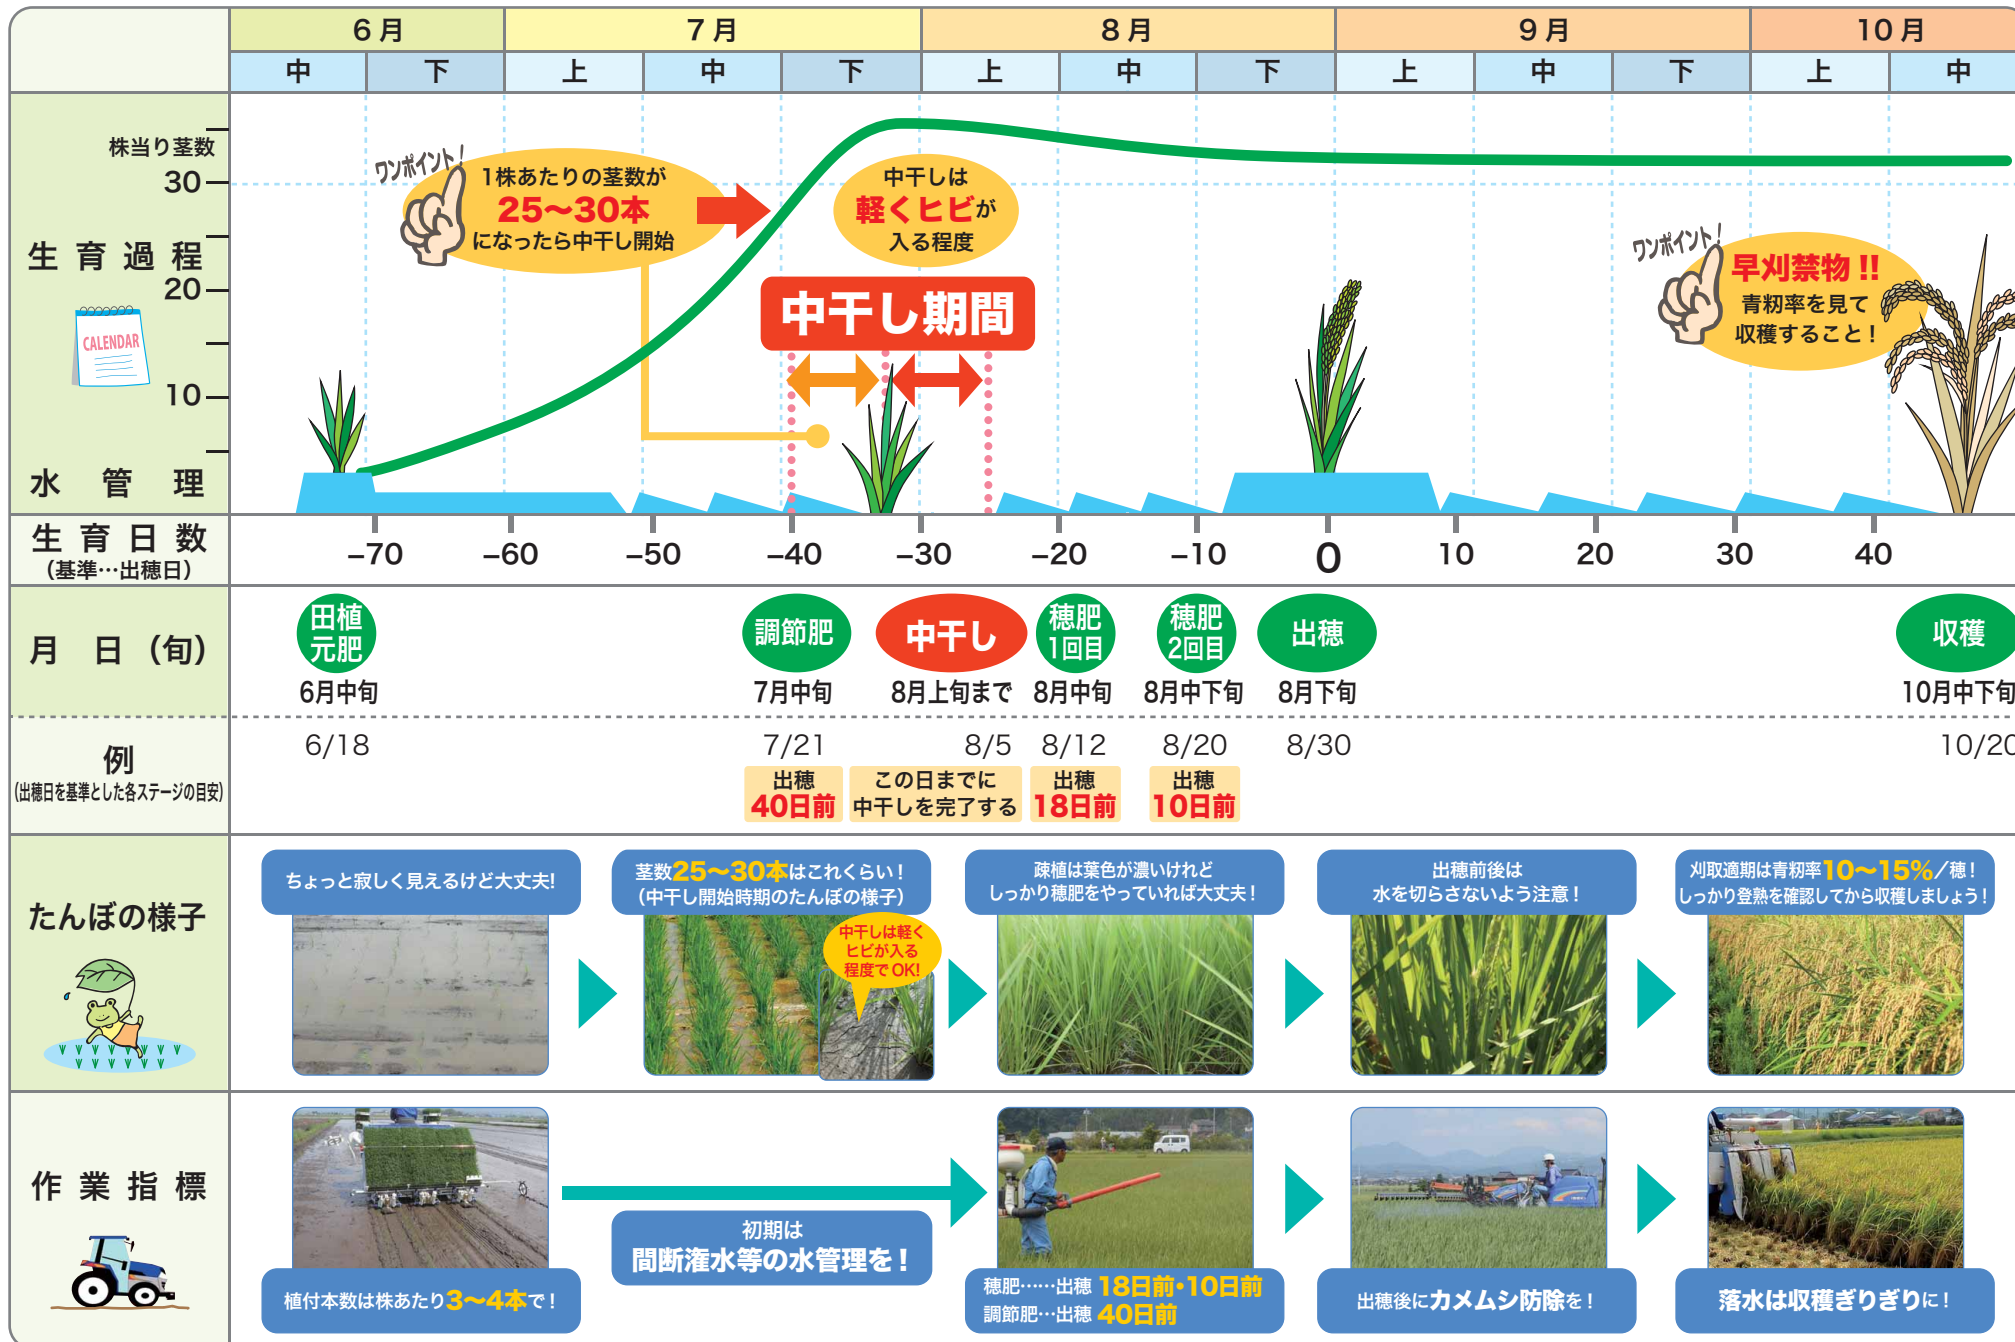 6月
7月
8月
9月
10月
中
下
上
中
下
上
中
下
上
中
下
上
中
株当り茎数
30
20
10
生育過程
CALENDAR
水管理
ワンポイント！
1株あたりの茎数が
25〜30本
になったら中干し開始
中干しは
軽くヒビが
入る程度
中干し期間
ワンポイント！
早刈禁物!!
青籾率を見て
収穫すること！
生育日数
（基準…出穂日）
−70
−60
−50
−40
−30
−20
−10
0
10
20
30
40
月日（旬）
田植
元肥
6月中旬
調節肥
7月中旬
中干し
8月上旬まで
穂肥
1回目
8月中旬
穂肥
2回目
8月中下旬
出穂
8月下旬
収穫
10月中下旬
例
（出穂日を基準とした各ステージの目安）
6/18
7/21
出穂
40日前
8/5
この日までに
中干しを完了する
8/12
出穂
18日前
8/20
出穂
10日前
8/30
10/20
たんぼの様子
ちょっと寂しく見えるけど大丈夫!
茎数25〜30本はこれくらい！
（中干し開始時期のたんぼの様子）
中干しは軽く
ヒビが入る
程度でOK!
疎植は葉色が濃いけれど
しっかり穂肥をやっていれば大丈夫！
出穂前後は
水を切らさないよう注意！
刈取適期は青籾率10〜15%／穂！
しっかり登熟を確認してから収穫しましょう！
作業指標
植付本数は株あたり3〜4本で！
初期は
間断潅水等の水管理を！
穂肥……出穂 18日前・10日前
調節肥…出穂 40日前
出穂後にカメムシ防除を！
落水は収穫ぎりぎりに！